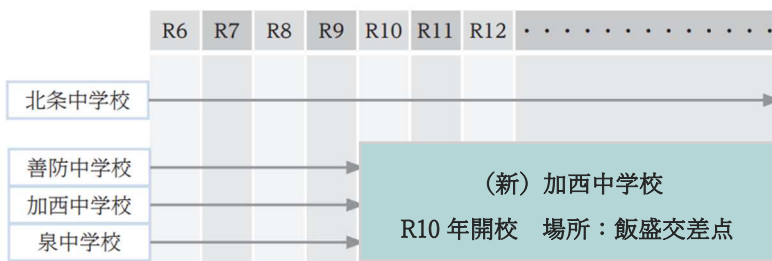 R6 R7 R8 R9 R10 R11 R12 ・・・・・・・・・・・・・
北条中学校
善防中学校
加西中学校
泉中学校
（新）加西中学校
R10 年開校　場所：飯盛交差点